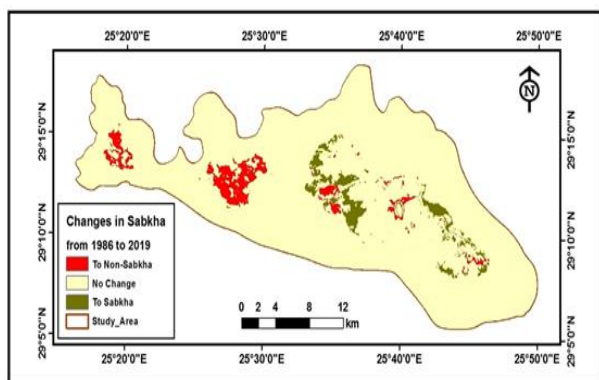 25°20'0"E 25°30'0"E 25°40'0"E 25°50'0"E
N
29°15'0"N 29°15'0"N
29°10'0"N 29°10'0"N
29°5'0"N 29°5'0"N
Changes in Sabkha
from 1986 to 2019
To Non-Sabkha
No Change
To Sabkha
Study_Area
0 2 4 8 12
km
25°20'0"E 25°30'0"E 25°40'0"E 25°50'0"E